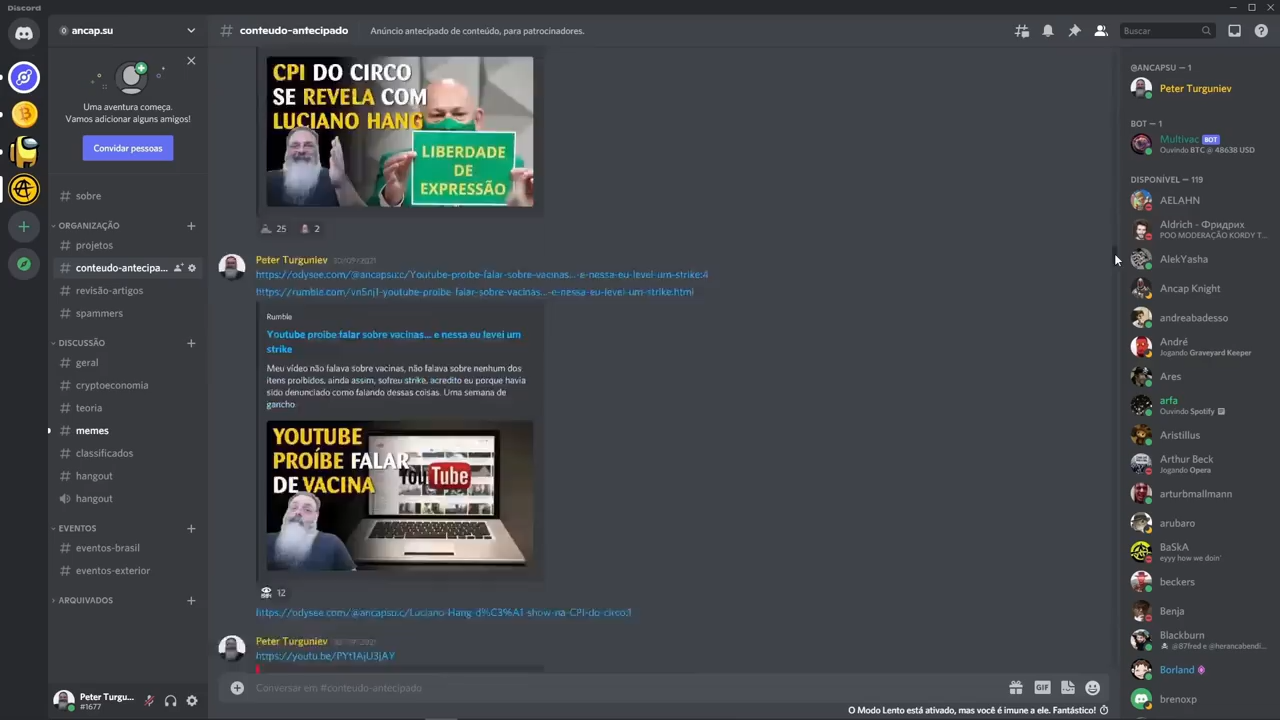 Discord
ancap.su
conteudo-antecipado
Anúncio antecipado de conteúdo, para patrocinadores.
Buscar
Uma aventura começa.
Vamos adicionar alguns amigos!
Convidar pessoas
sobre
ORGANIZAÇÃO
projetos
conteudo-antecipa...
revisão-artigos
spammers
DISCUSSÃO
geral
cryptoeconomia
teoria
memes
classificados
hangout
hangout
EVENTOS
eventos-brasil
eventos-exterior
ARQUIVADOS
Peter Turgu...
#1677
CPI DO CIRCO
SE REVELA COM
LUCIANO HANG
LIBERDADE
DE
EXPRESSÃO
25 2
Peter Turguniev
https://odysee.com/@ancapsu:c/Youtube-proibe-falar-sobre-vacinas...-e-nessa-eu-levei-um-strike:4
https://rumble.com/vn5nj1-youtube-proibe-falar-sobre-vacinas...-e-nessa-eu-levei-um-strike.html
Rumble
Youtube proíbe falar sobre vacinas... e nessa eu levei um
strike
Meu vídeo não falava sobre vacinas, não falava sobre nenhum dos
itens proibidos, ainda assim, sofreu strike, acredito eu porque havia
sido denunciado como falando dessas coisas. Uma semana de
gancho.
YOUTUBE
PROÍBE FALAR
DE VACINA
YouTube
12
https://odysee.com/@ancapsu:c/Luciano-Hang-d%C3%A1-show-na-CPI-do-circo:1
Peter Turguniev
https://youtu.be/PYt1AjU3jAY
Conversar em #conteudo-antecipado
GIF
O Modo Lento está ativado, mas você é imune a ele. Fantástico!
@ANCAPSU — 1
Peter Turguniev
BOT — 1
Multivac BOT
Ouvindo BTC @ 48638 USD
DISPONÍVEL — 119
AELAHN
Aldrich - Фридрих
POO MODERAÇÃO KORDY T...
AlekYasha
Ancap Knight
andreabadesso
André
Jogando Graveyard Keeper
Ares
arfa
Ouvindo Spotify
Aristillus
Arthur Beck
Jogando Opera
arturbmallmann
arubaro
BaSkA
eyyy how we doin'
beckers
Benja
Blackburn
@87fred e @herancabendi...
Borland
brenoxp